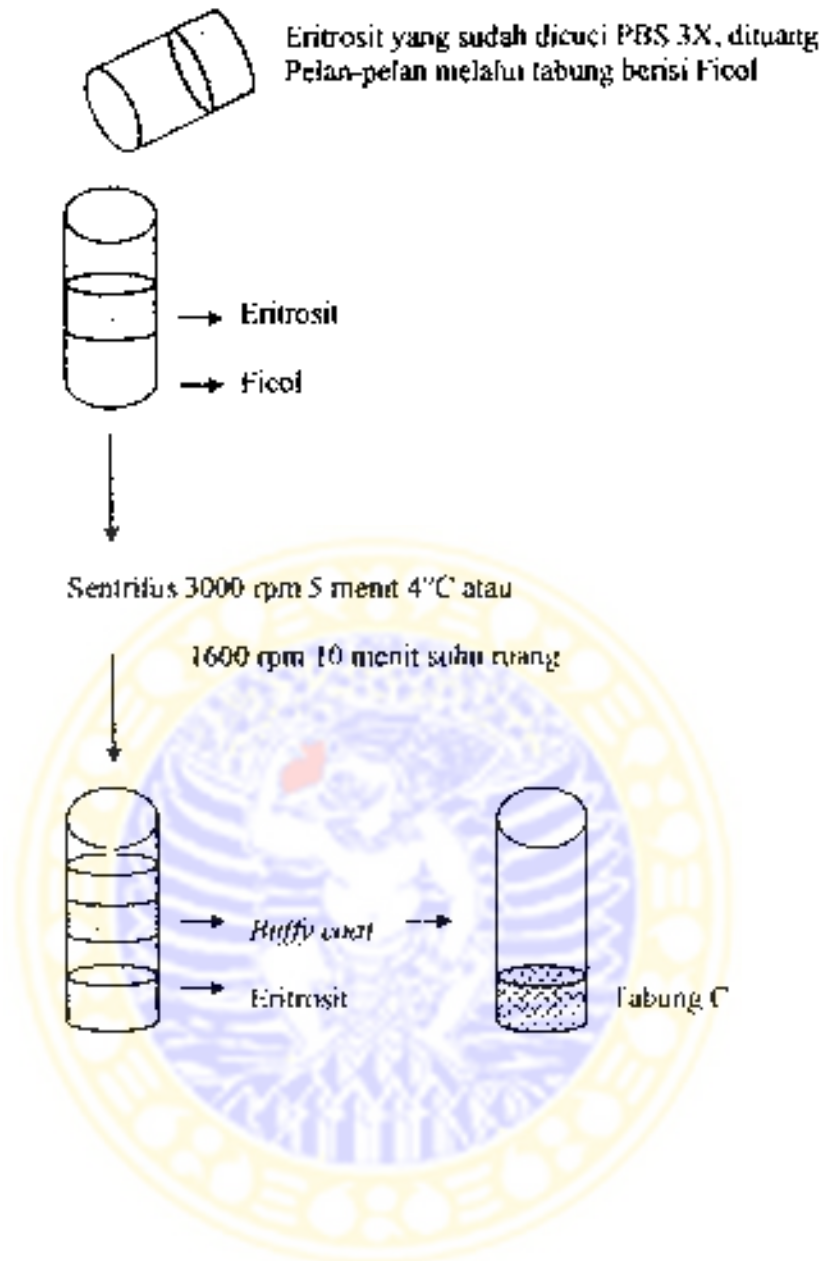 Eritrosit yang sudah dicuci PBS 3X, dituang
Pelan-pelan melalui tabung berisi Ficol
Eritrosit
Ficol
Sentrifus 3000 rpm 5 menit 4°C atau
1600 rpm 10 menit suhu ruang
Buffy coat
Eritrosit
Tabung C